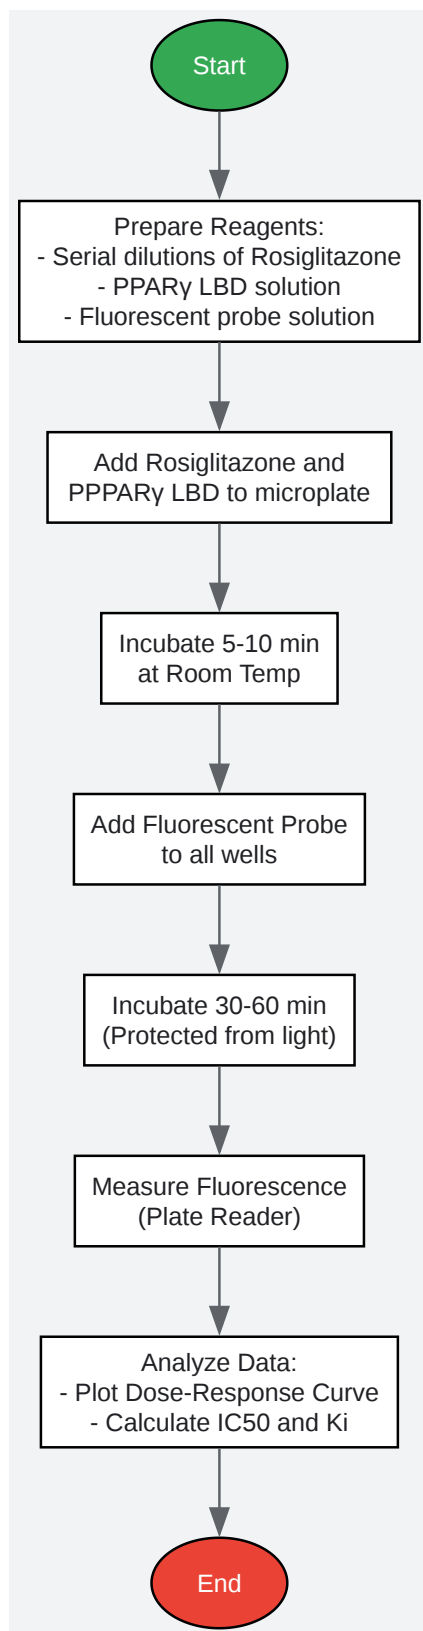 Start
Prepare Reagents:
- Serial dilutions of Rosiglitazone
- PPARγ LBD solution
- Fluorescent probe solution
Add Rosiglitazone and
PPPARγ LBD to microplate
Incubate 5-10 min
at Room Temp
Add Fluorescent Probe
to all wells
Incubate 30-60 min
(Protected from light)
Measure Fluorescence
(Plate Reader)
Analyze Data:
- Plot Dose-Response Curve
- Calculate IC50 and Ki
End